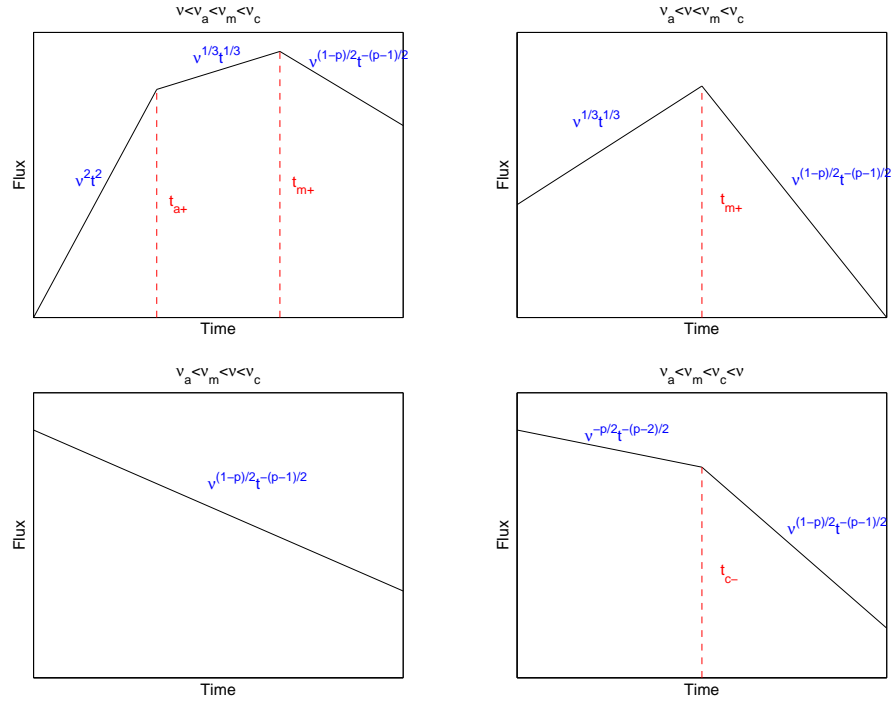 ν<ν_a<ν_m<ν_c
ν^{1/3}t^{1/3}
ν^{(1−p)/2}t^{−(p−1)/2}
ν^2t^2
t_{a+}
t_{m+}
Flux
Time
ν_a<ν<ν_m<ν_c
ν^{1/3}t^{1/3}
ν^{(1−p)/2}t^{−(p−1)/2}
t_{m+}
Flux
Time
ν_a<ν_m<ν<ν_c
ν^{(1−p)/2}t^{−(p−1)/2}
Flux
Time
ν_a<ν_m<ν_c<ν
ν^{−p/2}t^{−(p−2)/2}
ν^{(1−p)/2}t^{−(p−1)/2}
t_{c−}
Flux
Time